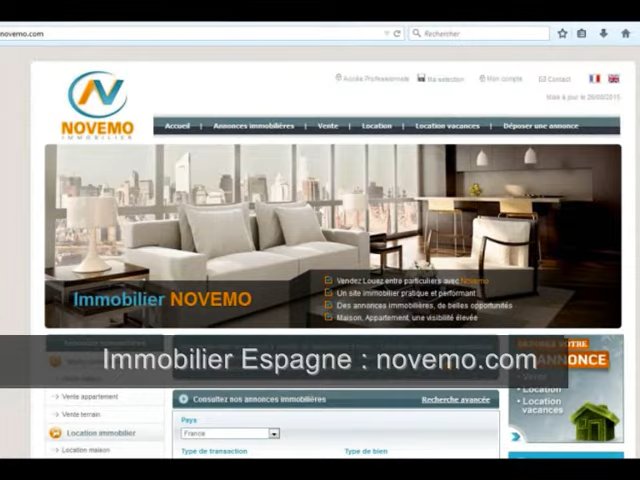 novemo.com
Rechercher
Accès Professionnels
Ma sélection
Mon compte
Contact
Mise à jour le 26/08/2015
NOVEMO
IMMOBILIER
Accueil | Annonces immobilières | Vente | Location | Location vacances | Déposer une annonce
Immobilier NOVEMO
Vendez Louez entre particuliers avec Novemo
Un site immobilier pratique et performant
Des annonces immobilières, de belles opportunités
Maison, Appartement, une visibilité élevée
Immobilier Espagne : novemo.com
Vente appartement
Vente terrain
Location immobilier
Location maison
Consultez nos annonces immobilières
Recherche avancée
Pays
France
Type de transaction
Type de bien
ANNONCE
• Location
• Location
vacances